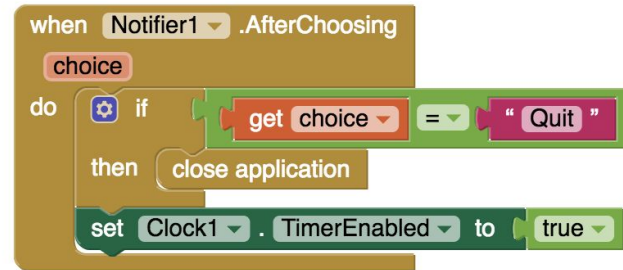 when Notifier1 .AfterChoosing
choice
do if get choice = " Quit "
then close application
set Clock1 . TimerEnabled to true